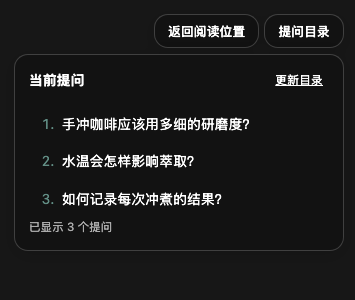 返回阅读位置 提问目录
当前提问 更新目录
1. 手冲咖啡应该用多细的研磨度?
2. 水温会怎样影响萃取?
3. 如何记录每次冲煮的结果?
已显示 3 个提问